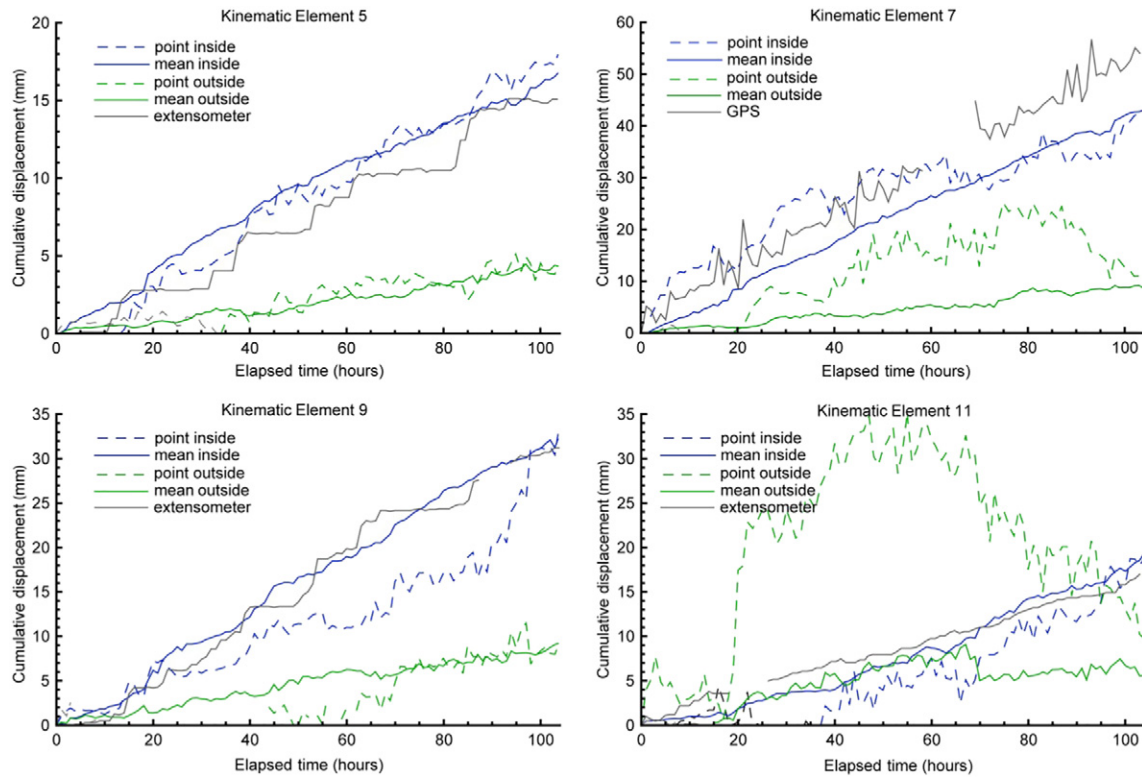 Kinematic Element 5
20
15
10
5
0
Cumulative displacement (mm)
point inside
mean inside
point outside
mean outside
extensometer
0 20 40 60 80 100
Elapsed time (hours)
Kinematic Element 7
60
50
40
30
20
10
0
Cumulative displacement (mm)
point inside
mean inside
point outside
mean outside
GPS
0 20 40 60 80 100
Elapsed time (hours)
Kinematic Element 9
35
30
25
20
15
10
5
0
Cumulative displacement (mm)
point inside
mean inside
point outside
mean outside
extensometer
0 20 40 60 80 100
Elapsed time (hours)
Kinematic Element 11
35
30
25
20
15
10
5
0
Cumulative displacement (mm)
point inside
mean inside
point outside
mean outside
extensometer
0 20 40 60 80 100
Elapsed time (hours)